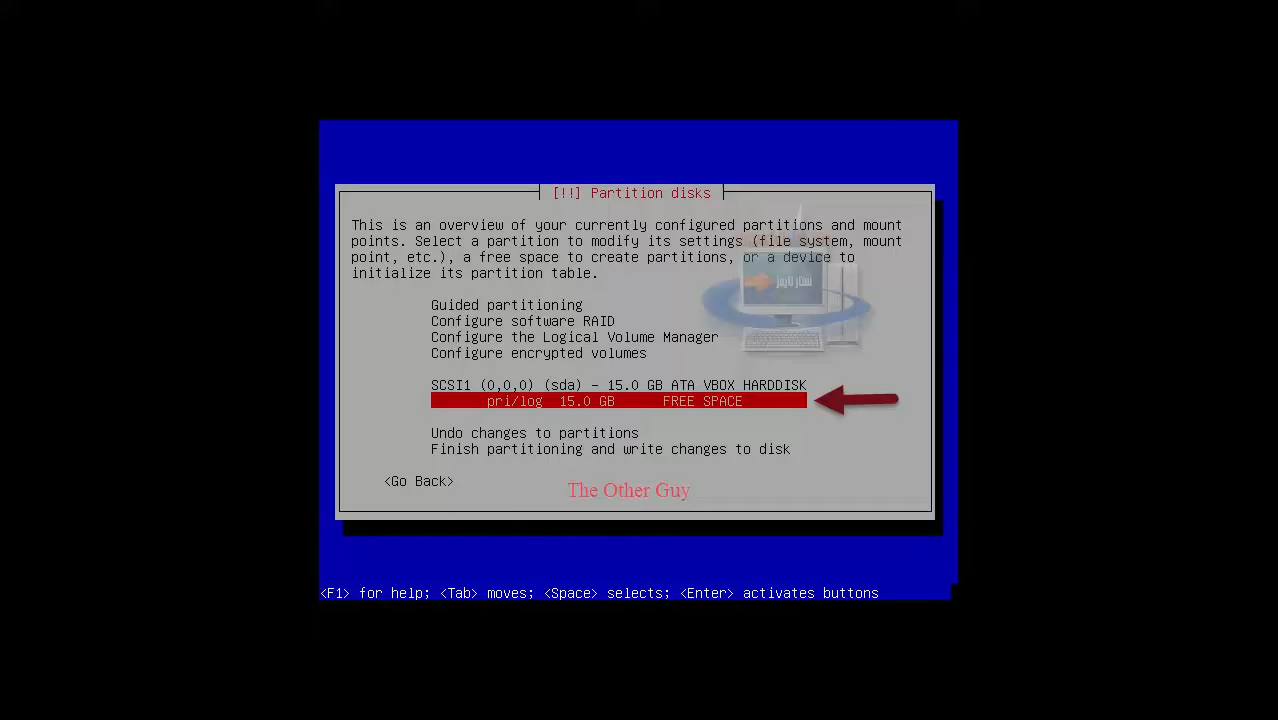 [!!] Partition disks
This is an overview of your currently configured partitions and mount
points. Select a partition to modify its settings (file system, mount
point, etc.), a free space to create partitions, or a device to
initialize its partition table.
Guided partitioning
Configure software RAID
Configure the Logical Volume Manager
Configure encrypted volumes
SCSI1 (0,0,0) (sda) - 15.0 GB ATA VBOX HARDDISK
pri/log 15.0 GB FREE SPACE
Undo changes to partitions
Finish partitioning and write changes to disk
<Go Back>
The Other Guy
<F1> for help; <Tab> moves; <Space> selects; <Enter> activates buttons
ستار تايمز